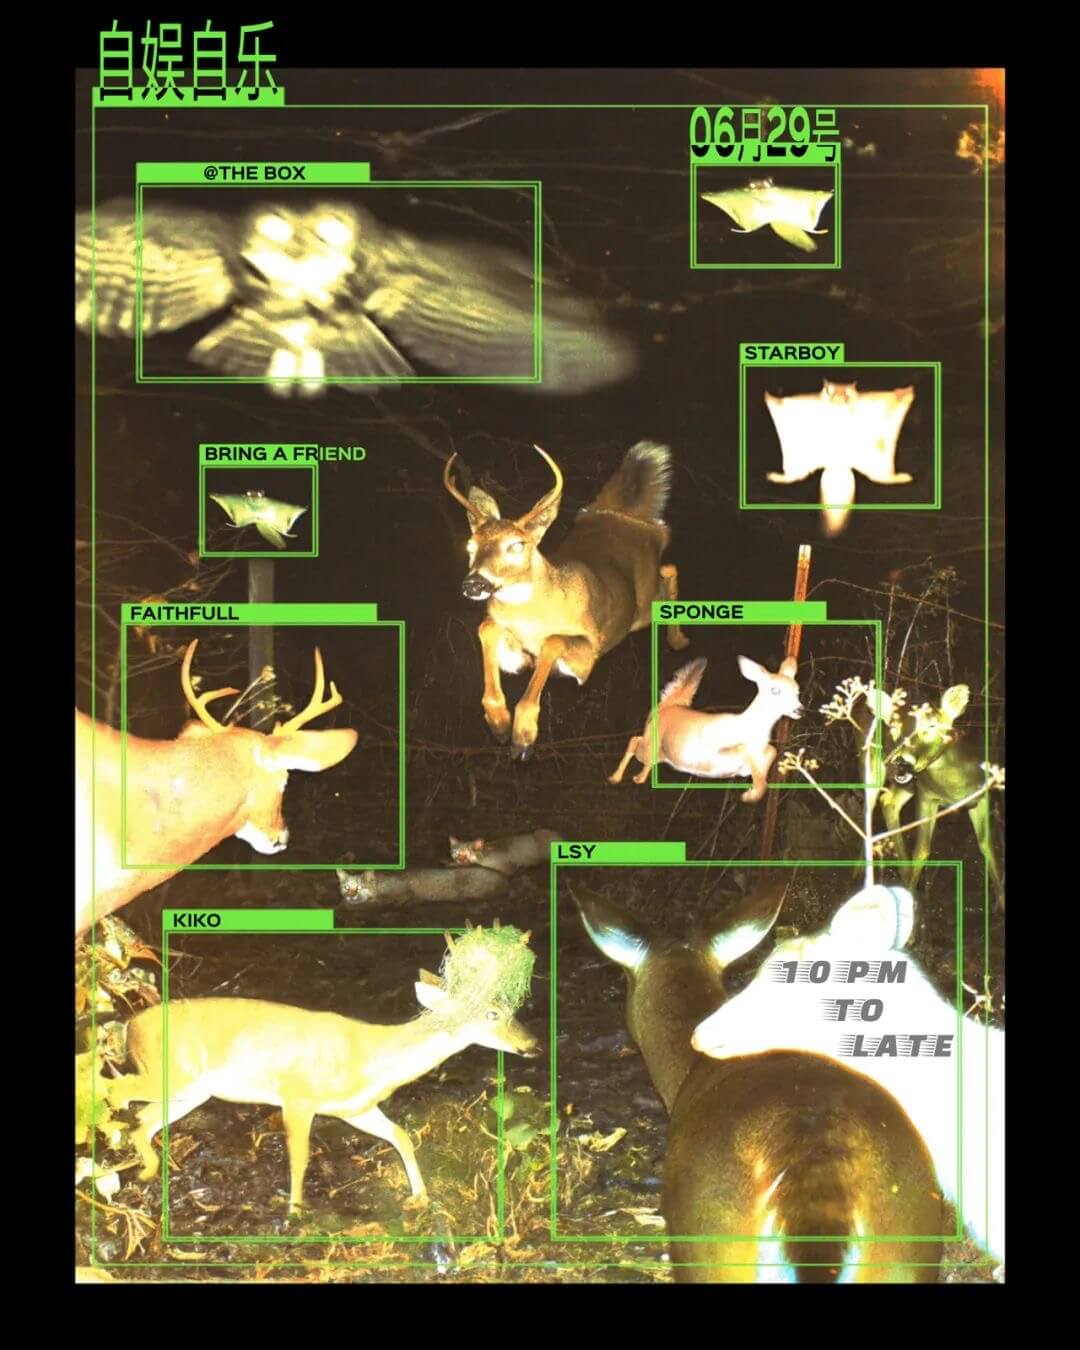 自娱自乐
06月29号
@THE BOX
STARBOY
BRING A FRIEND
FAITHFULL
SPONGE
LSY
KIKO
10 PM
TO
LATE